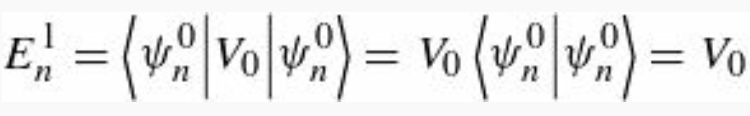 E_n^1 = ⟨ψ_n^0|V_0|ψ_n^0⟩ = V_0 ⟨ψ_n^0|ψ_n^0⟩ = V_0